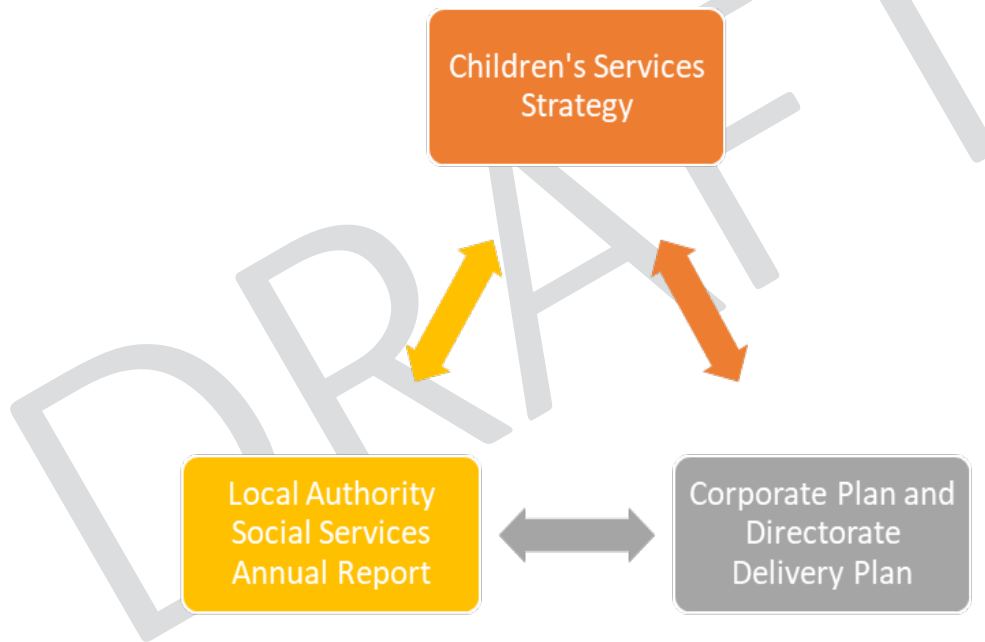 Children's Services
Strategy
Local Authority
Social Services
Annual Report
Corporate Plan and
Directorate
Delivery Plan
DRAFT